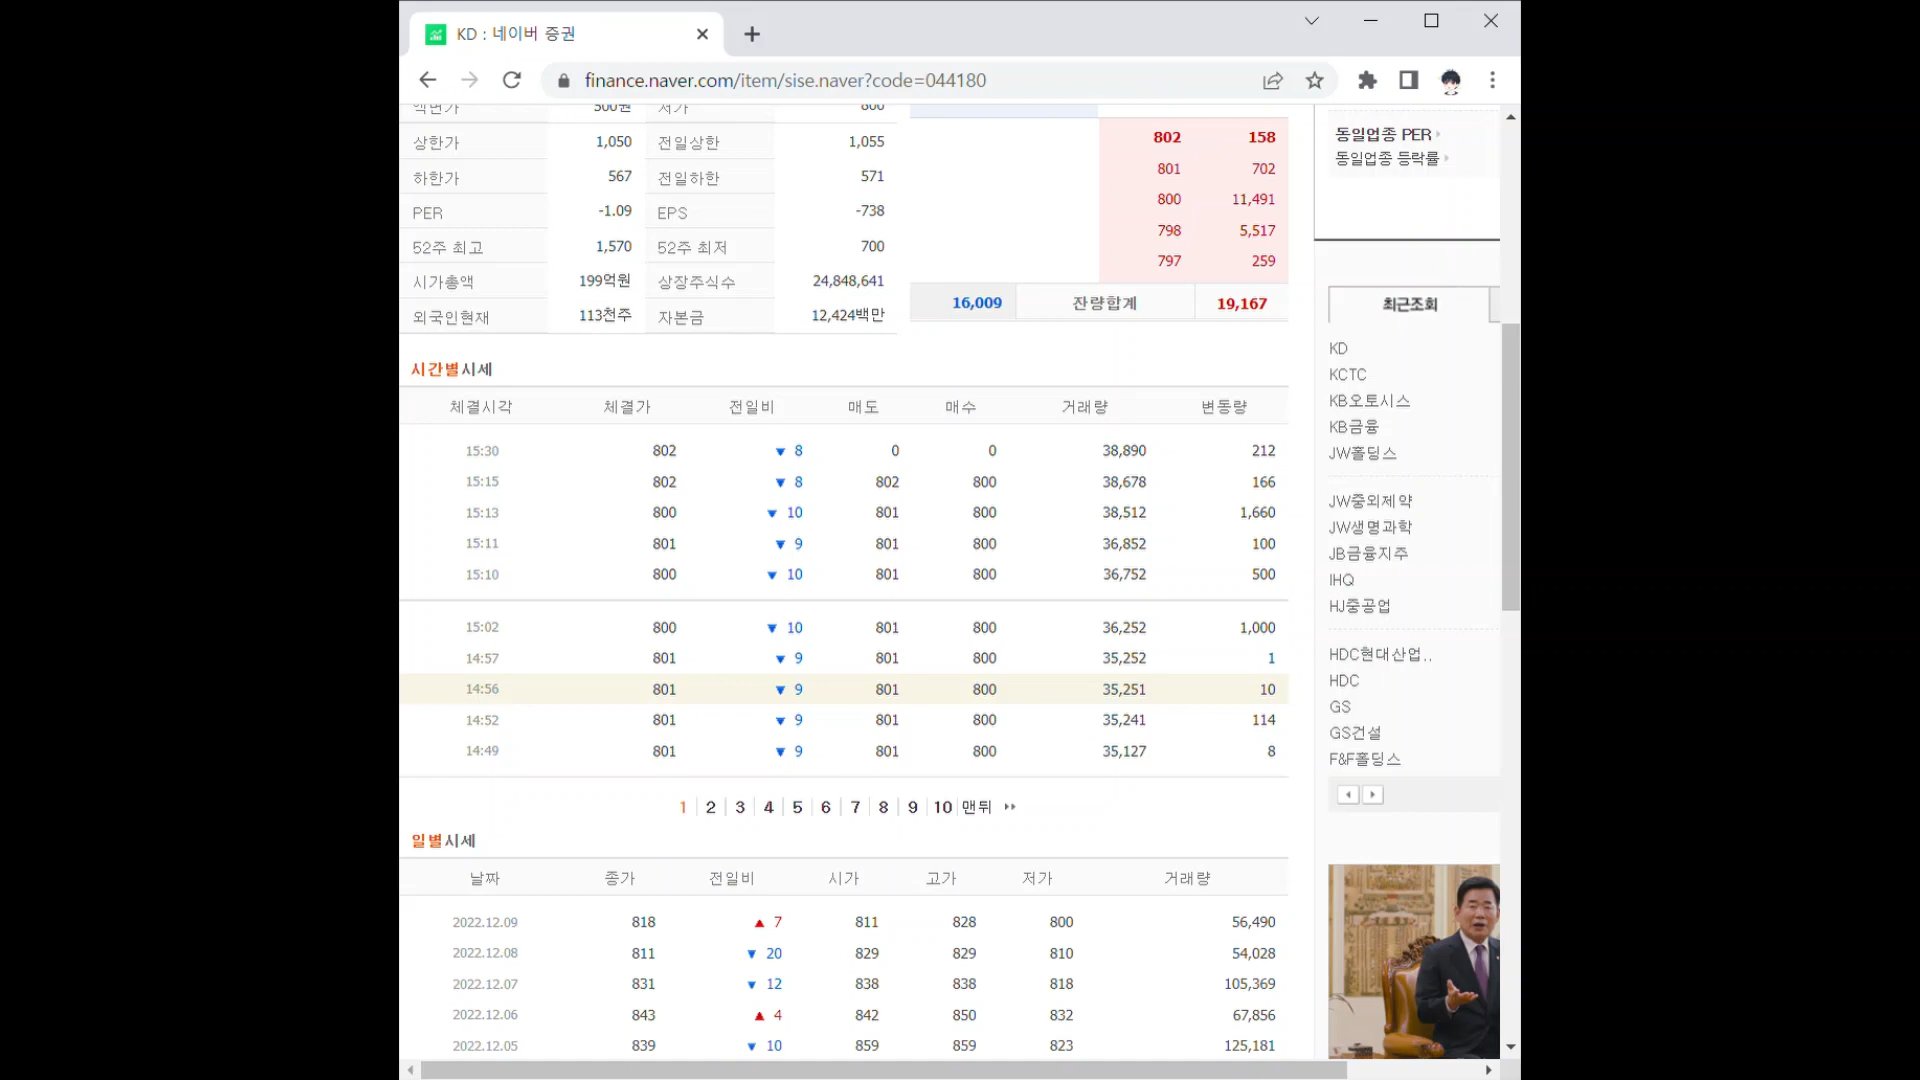 KD : 네이버 증권
finance.naver.com/item/sise.naver?code=044180
액면가 500원 저가 800
상한가 1,050 전일상한 1,055
하한가 567 전일하한 571
PER -1.09 EPS -738
52주 최고 1,570 52주 최저 700
시가총액 199억원 상장주식수 24,848,641
외국인현재 113천주 자본금 12,424백만
802 158
801 702
800 11,491
798 5,517
797 259
16,009 잔량합계 19,167
시간별시세
체결시각 체결가 전일비 매도 매수 거래량 변동량
15:30 802 ▼ 8 0 0 38,890 212
15:15 802 ▼ 8 802 800 38,678 166
15:13 800 ▼ 10 801 800 38,512 1,660
15:11 801 ▼ 9 801 800 36,852 100
15:10 800 ▼ 10 801 800 36,752 500
15:02 800 ▼ 10 801 800 36,252 1,000
14:57 801 ▼ 9 801 800 35,252 1
14:56 801 ▼ 9 801 800 35,251 10
14:52 801 ▼ 9 801 800 35,241 114
14:49 801 ▼ 9 801 800 35,127 8
1 2 3 4 5 6 7 8 9 10 맨뒤
일별시세
날짜 종가 전일비 시가 고가 저가 거래량
2022.12.09 818 ▲ 7 811 828 800 56,490
2022.12.08 811 ▼ 20 829 829 810 54,028
2022.12.07 831 ▼ 12 838 838 818 105,369
2022.12.06 843 ▲ 4 842 850 832 67,856
2022.12.05 839 ▼ 10 859 859 823 125,181
동일업종 PER
동일업종 등락률
최근조회
KD
KCTC
KB오토시스
KB금융
JW홀딩스
JW중외제약
JW생명과학
JB금융지주
IHQ
HJ중공업
HDC현대산업..
HDC
GS
GS건설
F&F홀딩스